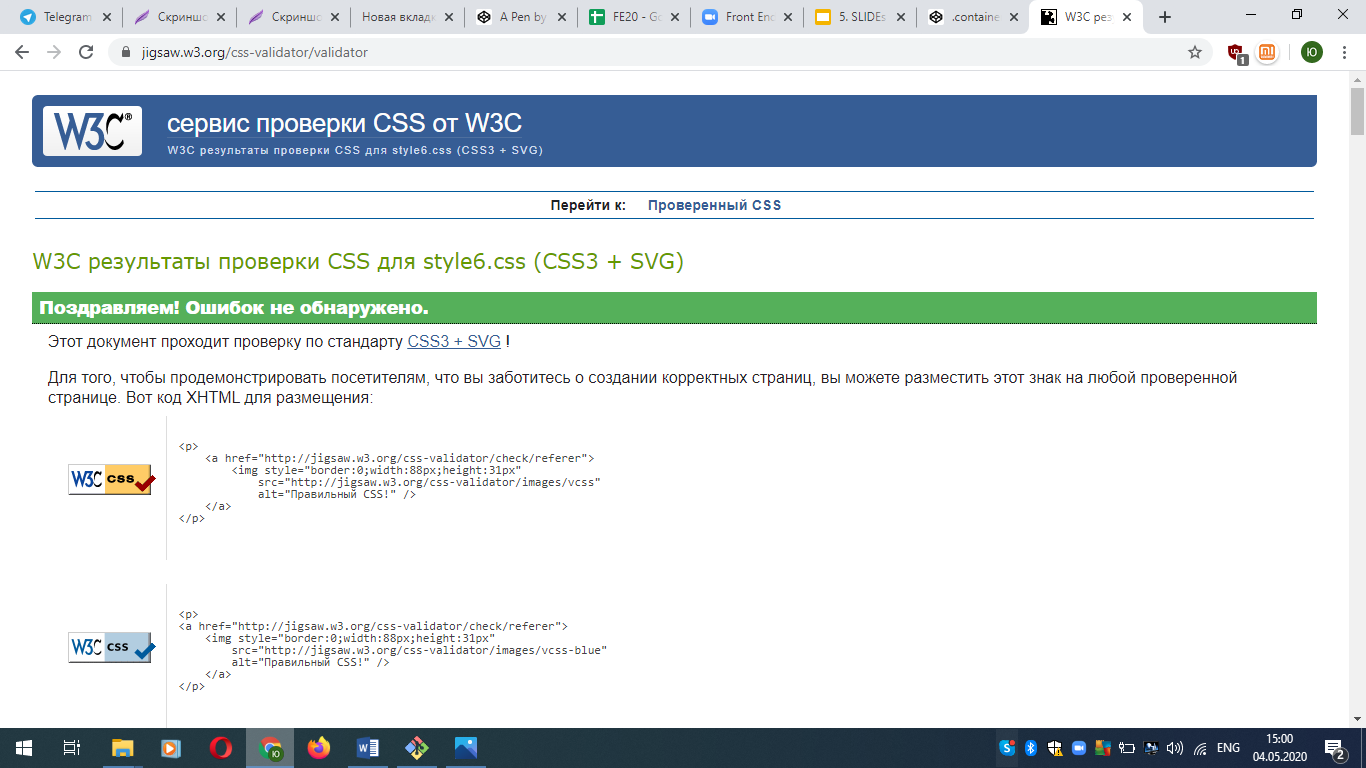 Telegram
Скриншо
Скриншо
Новая вкладк
A Pen by
FE20 - Go
Front End
5. SLIDEs
.containe
W3C рез
jigsaw.w3.org/css-validator/validator
1
Ю
W3C®
сервис проверки CSS от W3C
W3C результаты проверки CSS для style6.css (CSS3 + SVG)
Перейти к: Проверенный CSS
W3C результаты проверки CSS для style6.css (CSS3 + SVG)
Поздравляем! Ошибок не обнаружено.
Этот документ проходит проверку по стандарту CSS3 + SVG !
Для того, чтобы продемонстрировать посетителям, что вы заботитесь о создании корректных страниц, вы можете разместить этот знак на любой проверенной
странице. Вот код XHTML для размещения:
W3C css
<p>
<a href="http://jigsaw.w3.org/css-validator/check/referer">
<img style="border:0;width:88px;height:31px"
src="http://jigsaw.w3.org/css-validator/images/vcss"
alt="Правильный CSS!" />
</a>
</p>
W3C css
<p>
<a href="http://jigsaw.w3.org/css-validator/check/referer">
<img style="border:0;width:88px;height:31px"
src="http://jigsaw.w3.org/css-validator/images/vcss-blue"
alt="Правильный CSS!" />
</a>
</p>
ENG
15:00
04.05.2020
2